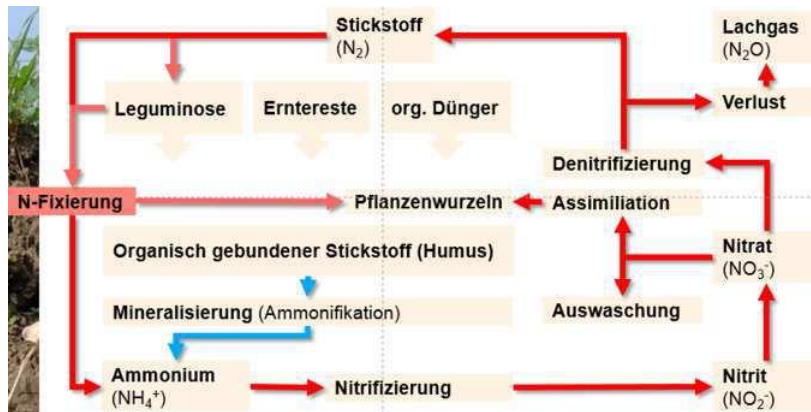 Stickstoff
(N₂)
Lachgas
(N₂O)
Leguminose
Erntereste
org. Dünger
Verlust
Denitrifizierung
N-Fixierung
Pflanzenwurzeln
Assimiliation
Organisch gebundener Stickstoff (Humus)
Nitrat
(NO₃⁻)
Mineralisierung (Ammonifikation)
Auswaschung
Ammonium
(NH₄⁺)
Nitrifizierung
Nitrit
(NO₂⁻)